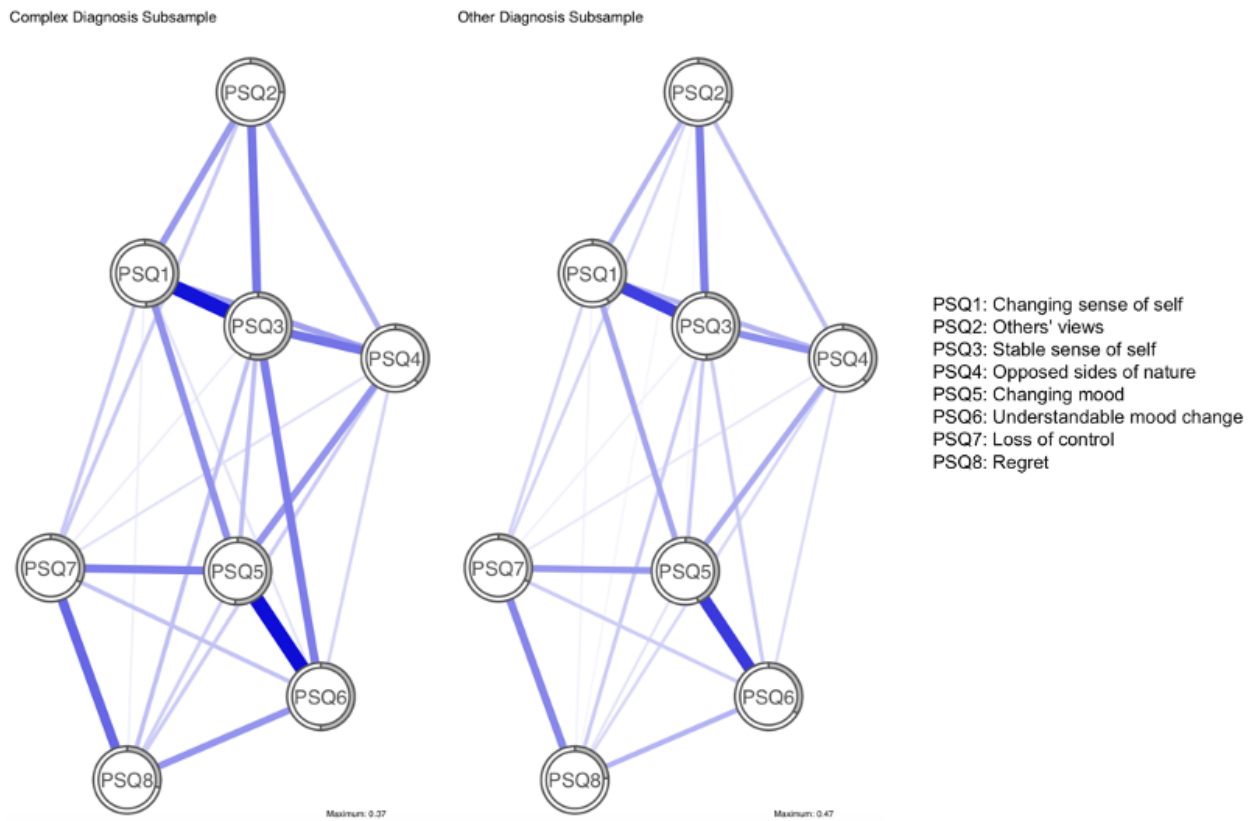 Complex Diagnosis Subsample
Other Diagnosis Subsample
PSQ2
PSQ2
PSQ1
PSQ1
PSQ3
PSQ3
PSQ4
PSQ4
PSQ7
PSQ5
PSQ7
PSQ5
PSQ6
PSQ6
PSQ8
PSQ8
Maximum: 0.37
Maximum: 0.47
PSQ1: Changing sense of self
PSQ2: Others' views
PSQ3: Stable sense of self
PSQ4: Opposed sides of nature
PSQ5: Changing mood
PSQ6: Understandable mood change
PSQ7: Loss of control
PSQ8: Regret